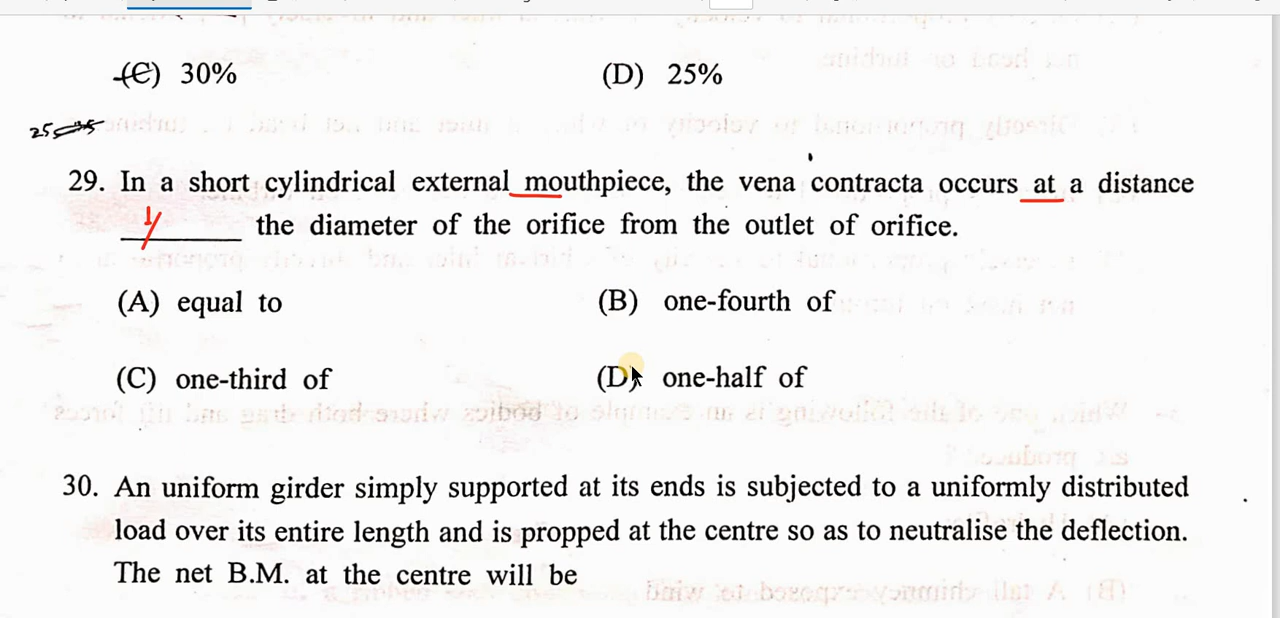 (C) 30% (D) 25%
29. In a short cylindrical external mouthpiece, the vena contracta occurs at a distance
________ the diameter of the orifice from the outlet of orifice.
(A) equal to (B) one-fourth of
(C) one-third of (D) one-half of
30. An uniform girder simply supported at its ends is subjected to a uniformly distributed
load over its entire length and is propped at the centre so as to neutralise the deflection.
The net B.M. at the centre will be